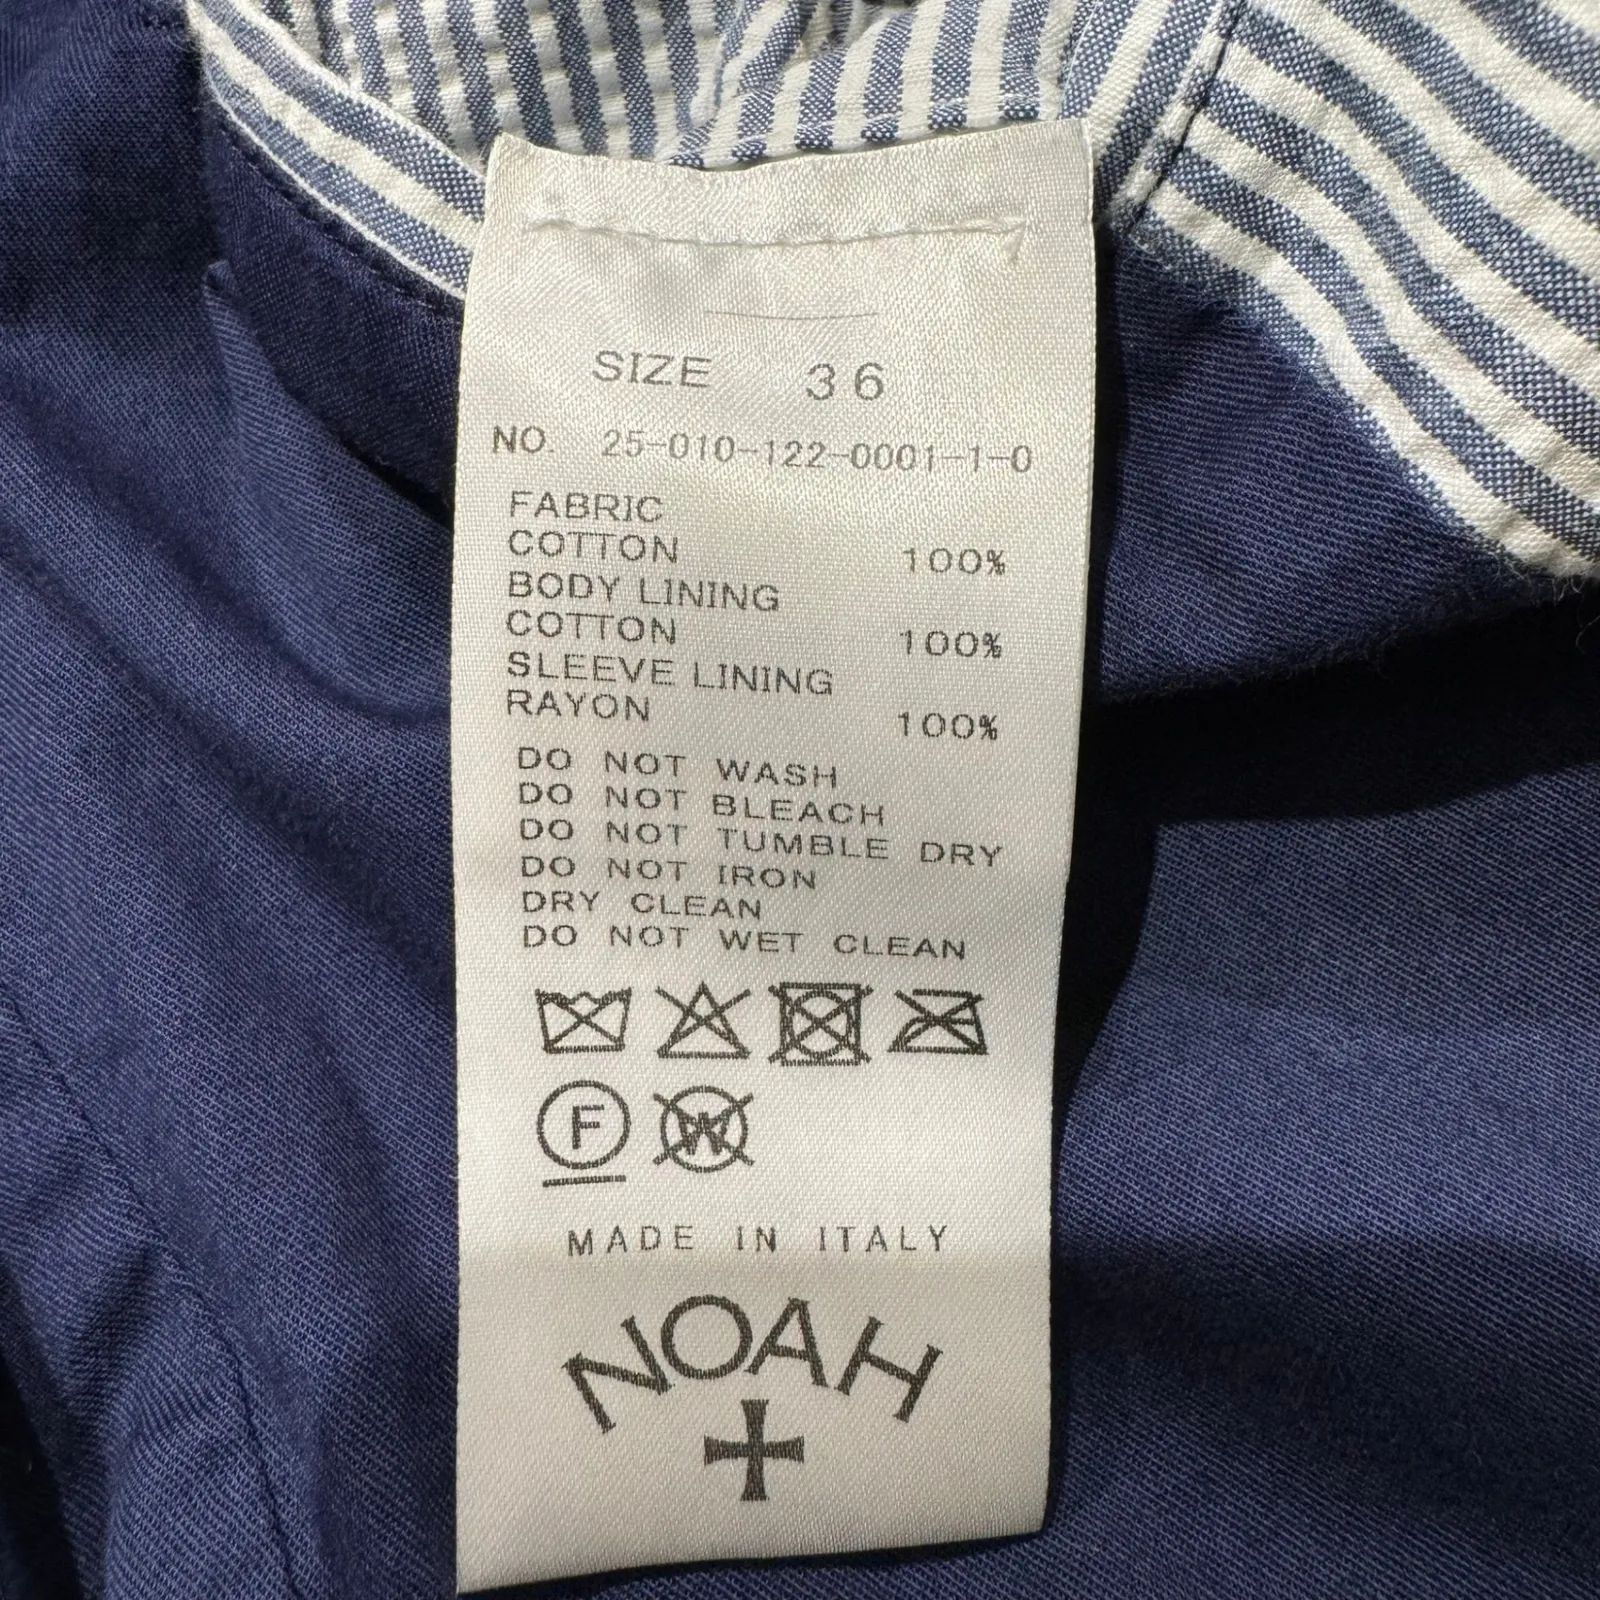 SIZE 36
NO. 25-010-122-0001-1-0
FABRIC
COTTON 100%
BODY LINING
COTTON 100%
SLEEVE LINING
RAYON 100%
DO NOT WASH
DO NOT BLEACH
DO NOT TUMBLE DRY
DO NOT IRON
DRY CLEAN
DO NOT WET CLEAN
F W
MADE IN ITALY
NOAH